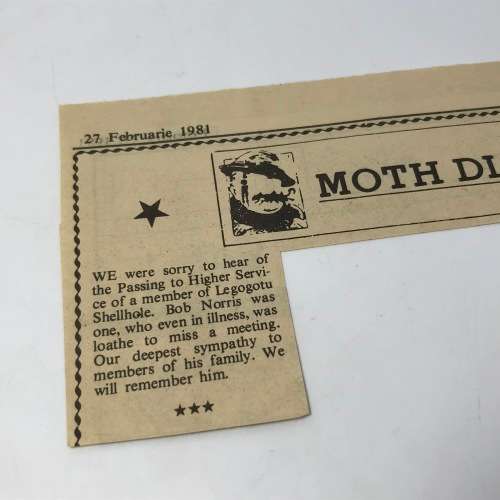 27 Februarie 1981
MOTH DI
WE were sorry to hear of
the Passing to Higher Servi-
ce of a member of Legogotu
Shellhole. Bob Norris was
one, who even in illness, was
loathe to miss a meeting.
Our deepest sympathy to
members of his family. We
will remember him.